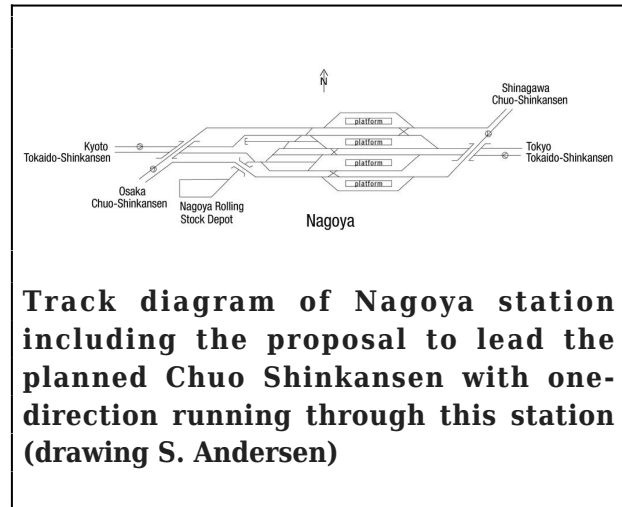 N
Shinagawa
Chuo-Shinkansen
platform
Kyoto
Tokaido-Shinkansen
platform
Tokyo
Tokaido-Shinkansen
platform
Osaka
Chuo-Shinkansen
Nagoya Rolling
Stock Depot
platform
Nagoya
Track diagram of Nagoya station
including the proposal to lead the
planned Chuo Shinkansen with one-
direction running through this station
(drawing S. Andersen)